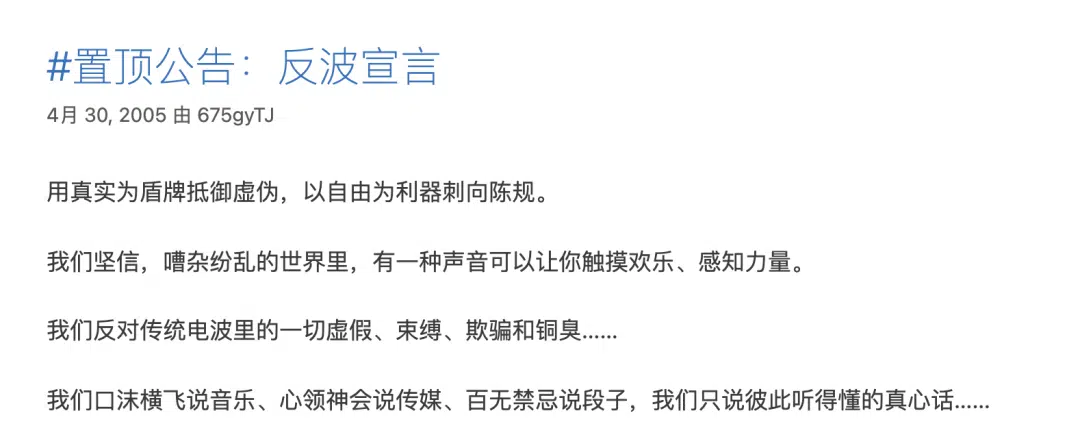 #置顶公告：反波宣言
4月 30, 2005 由 675gyTJ
用真实为盾牌抵御虚伪，以自由为利器刺向陈规。
我们坚信，嘈杂纷乱的世界里，有一种声音可以让你触摸欢乐、感知力量。
我们反对传统电波里的一切虚假、束缚、欺骗和铜臭......
我们口沫横飞说音乐、心领神会说传媒、百无禁忌说段子，我们只说彼此听得懂的真心话......